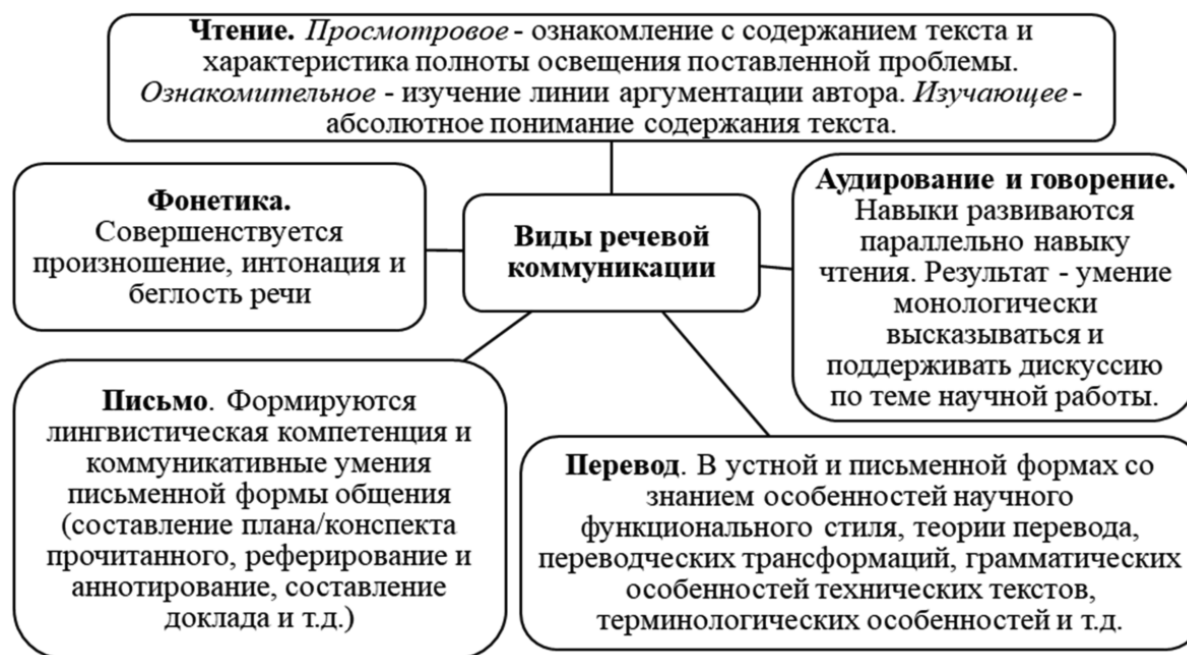 Чтение. Просмотровое - ознакомление с содержанием текста и
характеристика полноты освещения поставленной проблемы.
Ознакомительное - изучение линии аргументации автора. Изучающее -
абсолютное понимание содержания текста.
Фонетика.
Совершенствуется
произношение, интонация и
беглость речи
Виды речевой
коммуникации
Аудирование и говорение.
Навыки развиваются
параллельно навыку
чтения. Результат - умение
монологически
высказываться и
поддерживать дискуссию
по теме научной работы.
Письмо. Формируются
лингвистическая компетенция и
коммуникативные умения
письменной формы общения
(составление плана/конспекта
прочитанного, реферирование и
аннотирование, составление
доклада и т.д.)
Перевод. В устной и письменной формах со
знанием особенностей научного
функционального стиля, теории перевода,
переводческих трансформаций, грамматических
особенностей технических текстов,
терминологических особенностей и т.д.